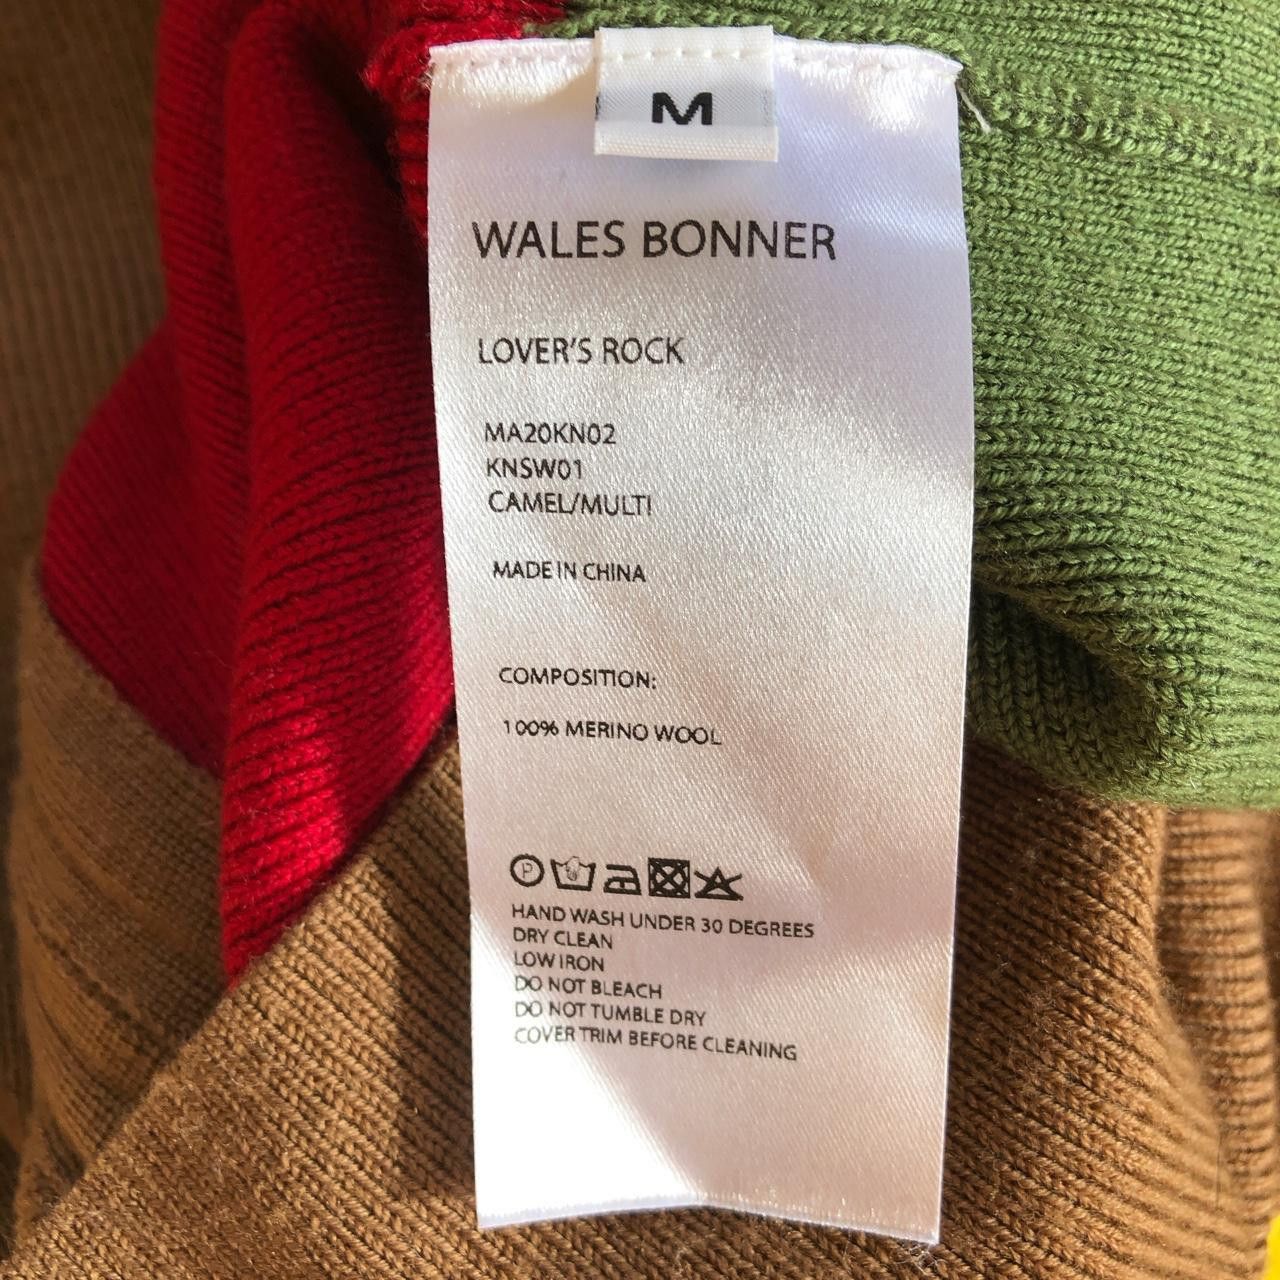 M
WALES BONNER
LOVER'S ROCK
MA20KN02
KNSW01
CAMEL/MULTI
MADE IN CHINA
COMPOSITION:
100% MERINO WOOL
P
HAND WASH UNDER 30 DEGREES
DRY CLEAN
LOW IRON
DO NOT BLEACH
DO NOT TUMBLE DRY
COVER TRIM BEFORE CLEANING